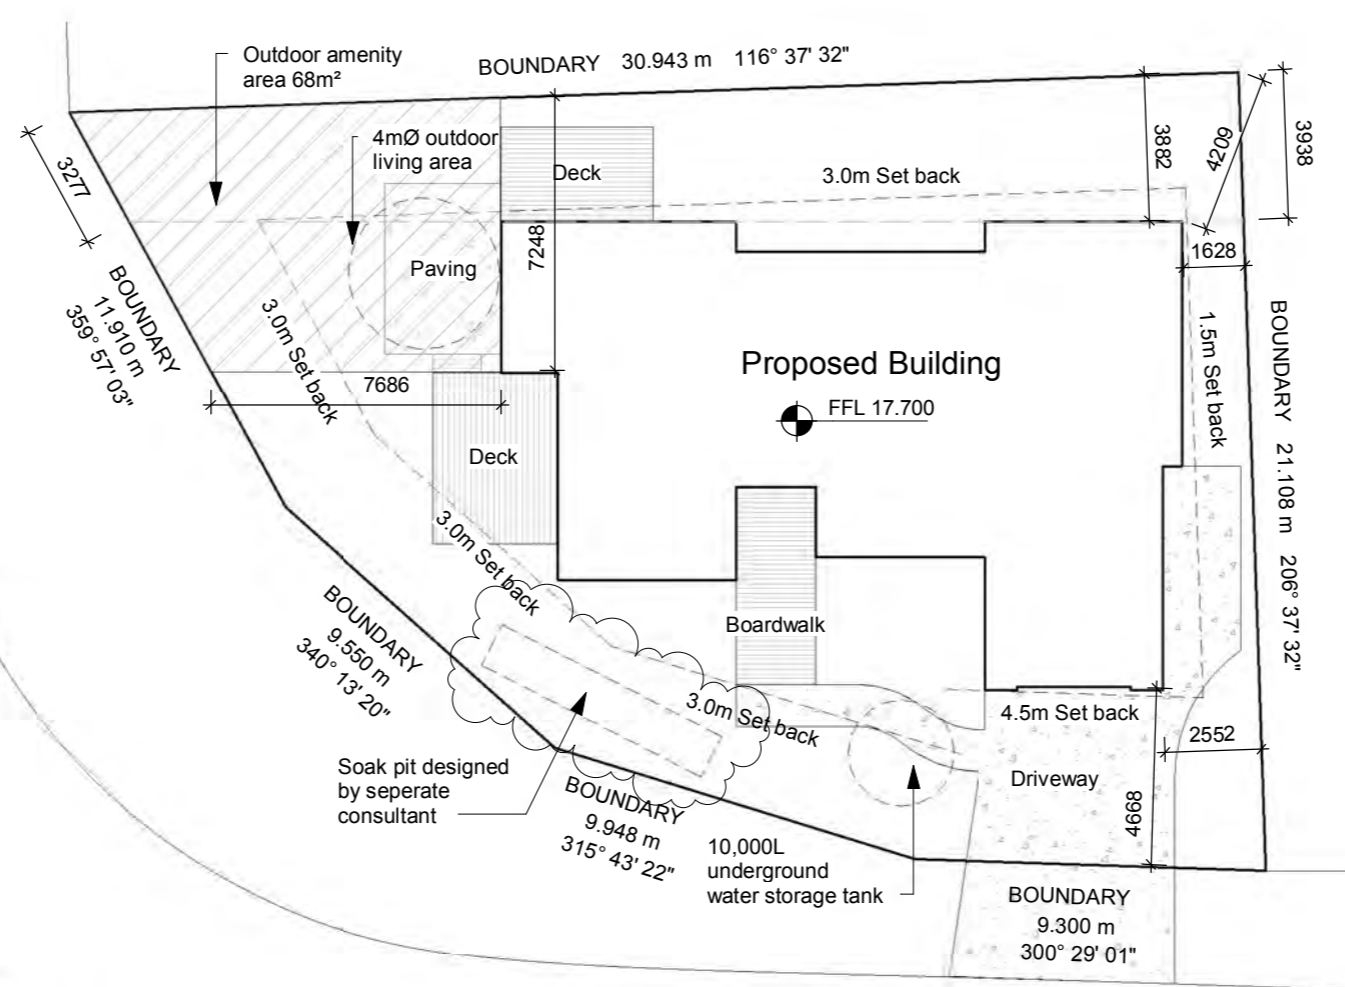 Outdoor amenity
area 68m²
BOUNDARY 30.943 m 116° 37' 32"
4mØ outdoor
living area
Deck
3.0m Set back
3882
4209
3938
3277
7248
1628
Paving
BOUNDARY
11.910 m
359° 57' 03"
3.0m Set back
7686
Proposed Building
FFL 17.700
1.5m Set back
BOUNDARY 21.108 m 206° 37' 32"
Deck
3.0m Set back
BOUNDARY
9.550 m
340° 13' 20"
Boardwalk
3.0m Set back
4.5m Set back
2552
Driveway
4668
Soak pit designed
by seperate
consultant
BOUNDARY
9.948 m
315° 43' 22"
10,000L
underground
water storage tank
BOUNDARY
9.300 m
300° 29' 01"